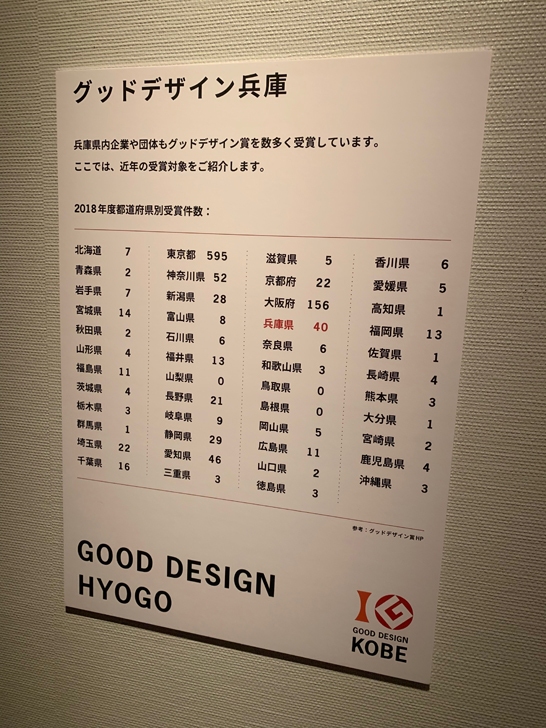 グッドデザイン兵庫
兵庫県内企業や団体もグッドデザイン賞を数多く受賞しています。
ここでは、近年の受賞対象をご紹介します。
2018年度都道府県別受賞件数：
北海道 7
青森県 2
岩手県 7
宮城県 14
秋田県 2
山形県 4
福島県 11
茨城県 4
栃木県 3
群馬県 1
埼玉県 22
千葉県 16
東京都 595
神奈川県 52
新潟県 28
富山県 8
石川県 6
福井県 13
山梨県 0
長野県 21
岐阜県 9
静岡県 29
愛知県 46
三重県 3
滋賀県 5
京都府 22
大阪府 156
兵庫県 40
奈良県 6
和歌山県 3
鳥取県 0
島根県 0
岡山県 5
広島県 11
山口県 2
徳島県 3
香川県 6
愛媛県 5
高知県 1
福岡県 13
佐賀県 1
長崎県 4
熊本県 3
大分県 1
宮崎県 2
鹿児島県 4
沖縄県 3
参考：グッドデザイン賞HP
GOOD DESIGN
HYOGO
GOOD DESIGN
KOBE